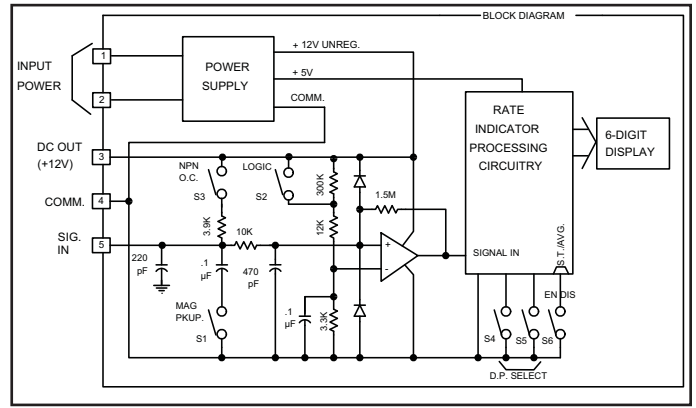 BLOCK DIAGRAM
INPUT
POWER
1
2
POWER
SUPPLY
+ 12V UNREG.
+ 5V
COMM.
RATE
INDICATOR
PROCESSING
CIRCUITRY
6-DIGIT
DISPLAY
DC OUT
(+12V)
3
NPN
O.C.
S3
LOGIC
S2
300K
1.5M
COMM.
4
3.9K
12K
SIG.
IN
5
10K
+
-
SIGNAL IN
S.T./AVG.
220
pF
.1
µF
470
pF
EN DIS
MAG
PKUP.
S1
.1
µF
3.3K
S4
S5
S6
D.P. SELECT